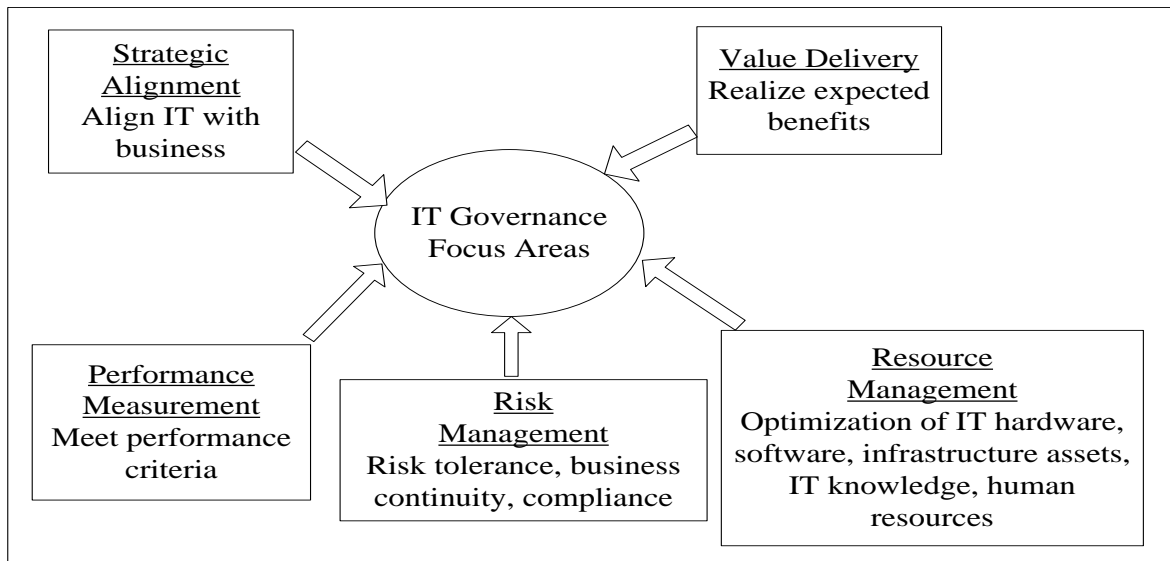 Strategic
Alignment
Align IT with
business
Value Delivery
Realize expected
benefits
IT Governance
Focus Areas
Performance
Measurement
Meet performance
criteria
Risk
Management
Risk tolerance, business
continuity, compliance
Resource
Management
Optimization of IT hardware,
software, infrastructure assets,
IT knowledge, human
resources